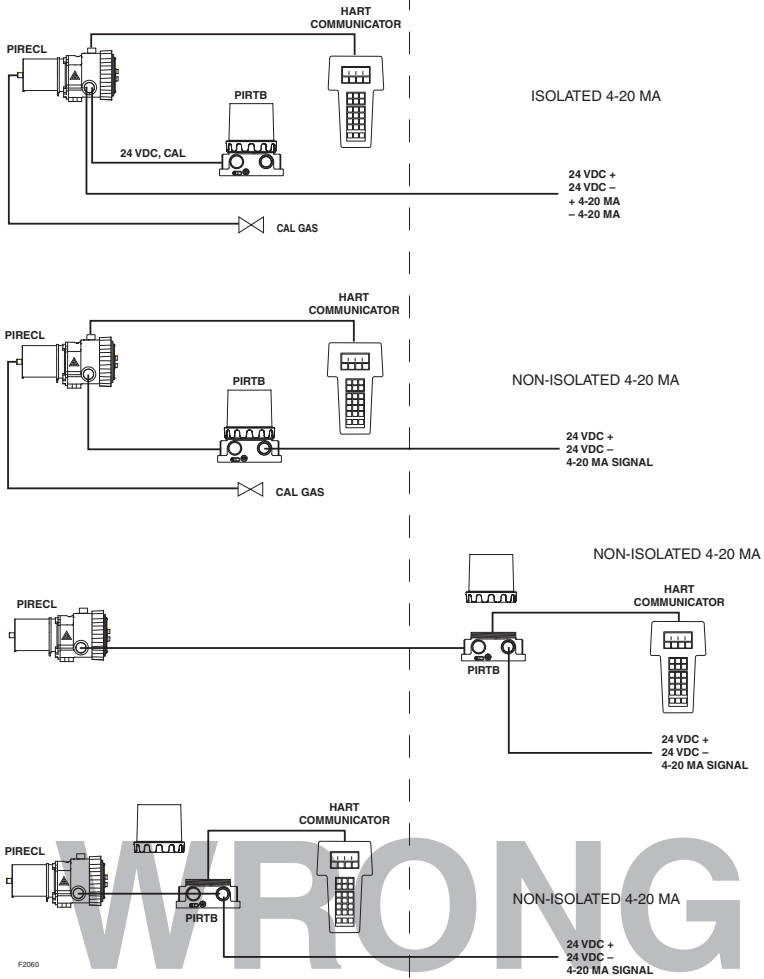 HART
COMMUNICATOR
PIRECL
PIRTB
ISOLATED 4-20 MA
24 VDC, CAL
24 VDC +
24 VDC –
+ 4-20 MA
– 4-20 MA
CAL GAS
HART
COMMUNICATOR
PIRECL
PIRTB
NON-ISOLATED 4-20 MA
24 VDC +
24 VDC –
4-20 MA SIGNAL
CAL GAS
NON-ISOLATED 4-20 MA
HART
COMMUNICATOR
PIRECL
PIRTB
24 VDC +
24 VDC –
4-20 MA SIGNAL
HART
COMMUNICATOR
PIRECL
WRONG
NON-ISOLATED 4-20 MA
PIRTB
24 VDC +
24 VDC –
4-20 MA SIGNAL
F2060